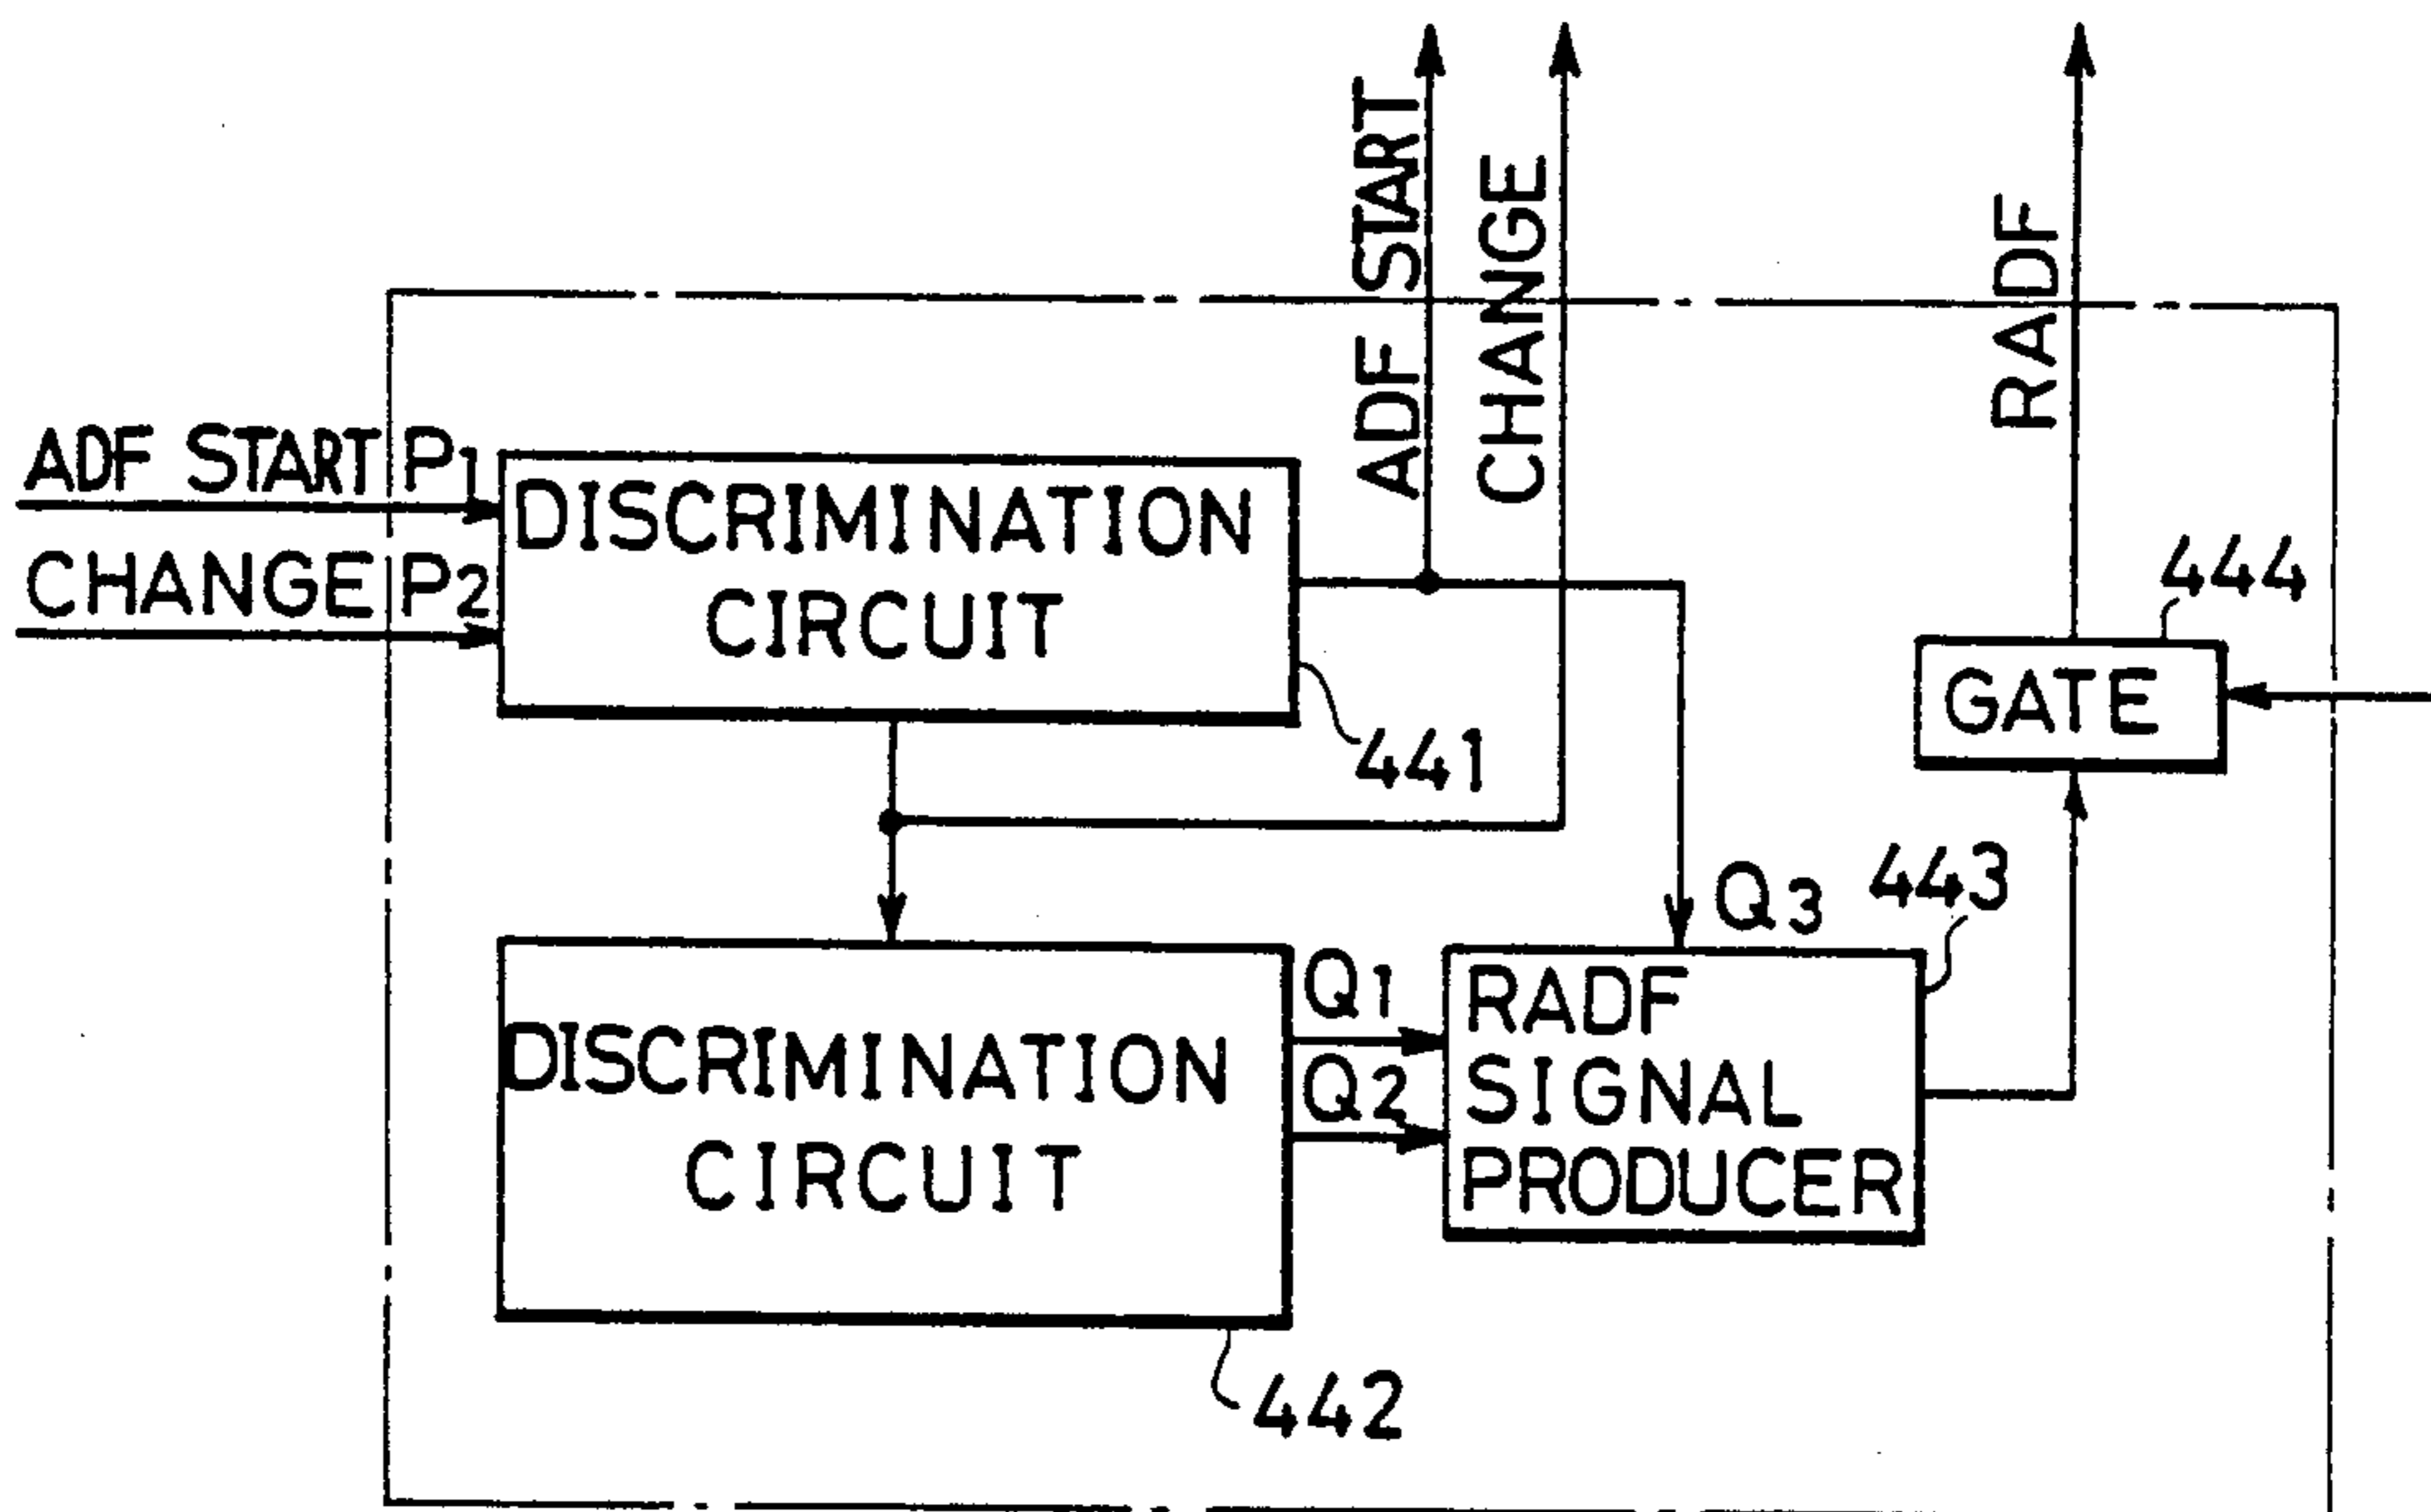 ADF START
CHANGE
RADF
ADF START P1
CHANGE P2
DISCRIMINATION
CIRCUIT
441
444
GATE
Q3
443
DISCRIMINATION
CIRCUIT
442
Q1
Q2
RADF
SIGNAL
PRODUCER